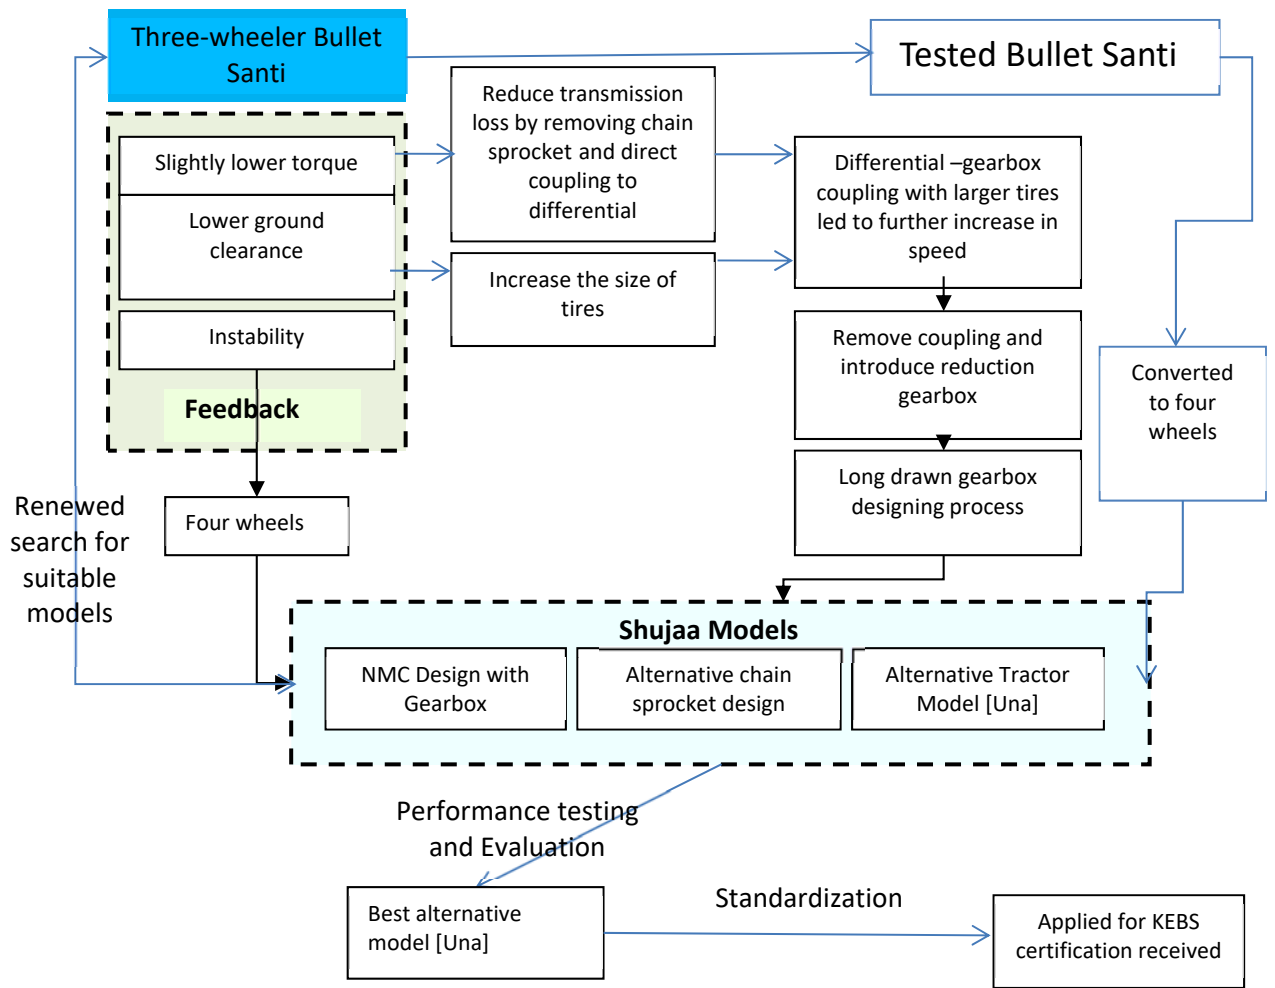 Three-wheeler Bullet
Santi
Tested Bullet Santi
Reduce transmission
loss by removing chain
sprocket and direct
coupling to
differential
Slightly lower torque
Lower ground
clearance
Differential –gearbox
coupling with larger tires
led to further increase in
speed
Increase the size of
tires
Instability
Feedback
Remove coupling and
introduce reduction
gearbox
Converted
to four
wheels
Long drawn gearbox
designing process
Four wheels
Renewed
search for
suitable
models
Shujaa Models
NMC Design with
Gearbox
Alternative chain
sprocket design
Alternative Tractor
Model [Una]
Performance testing
and Evaluation
Best alternative
model [Una]
Standardization
Applied for KEBS
certification received